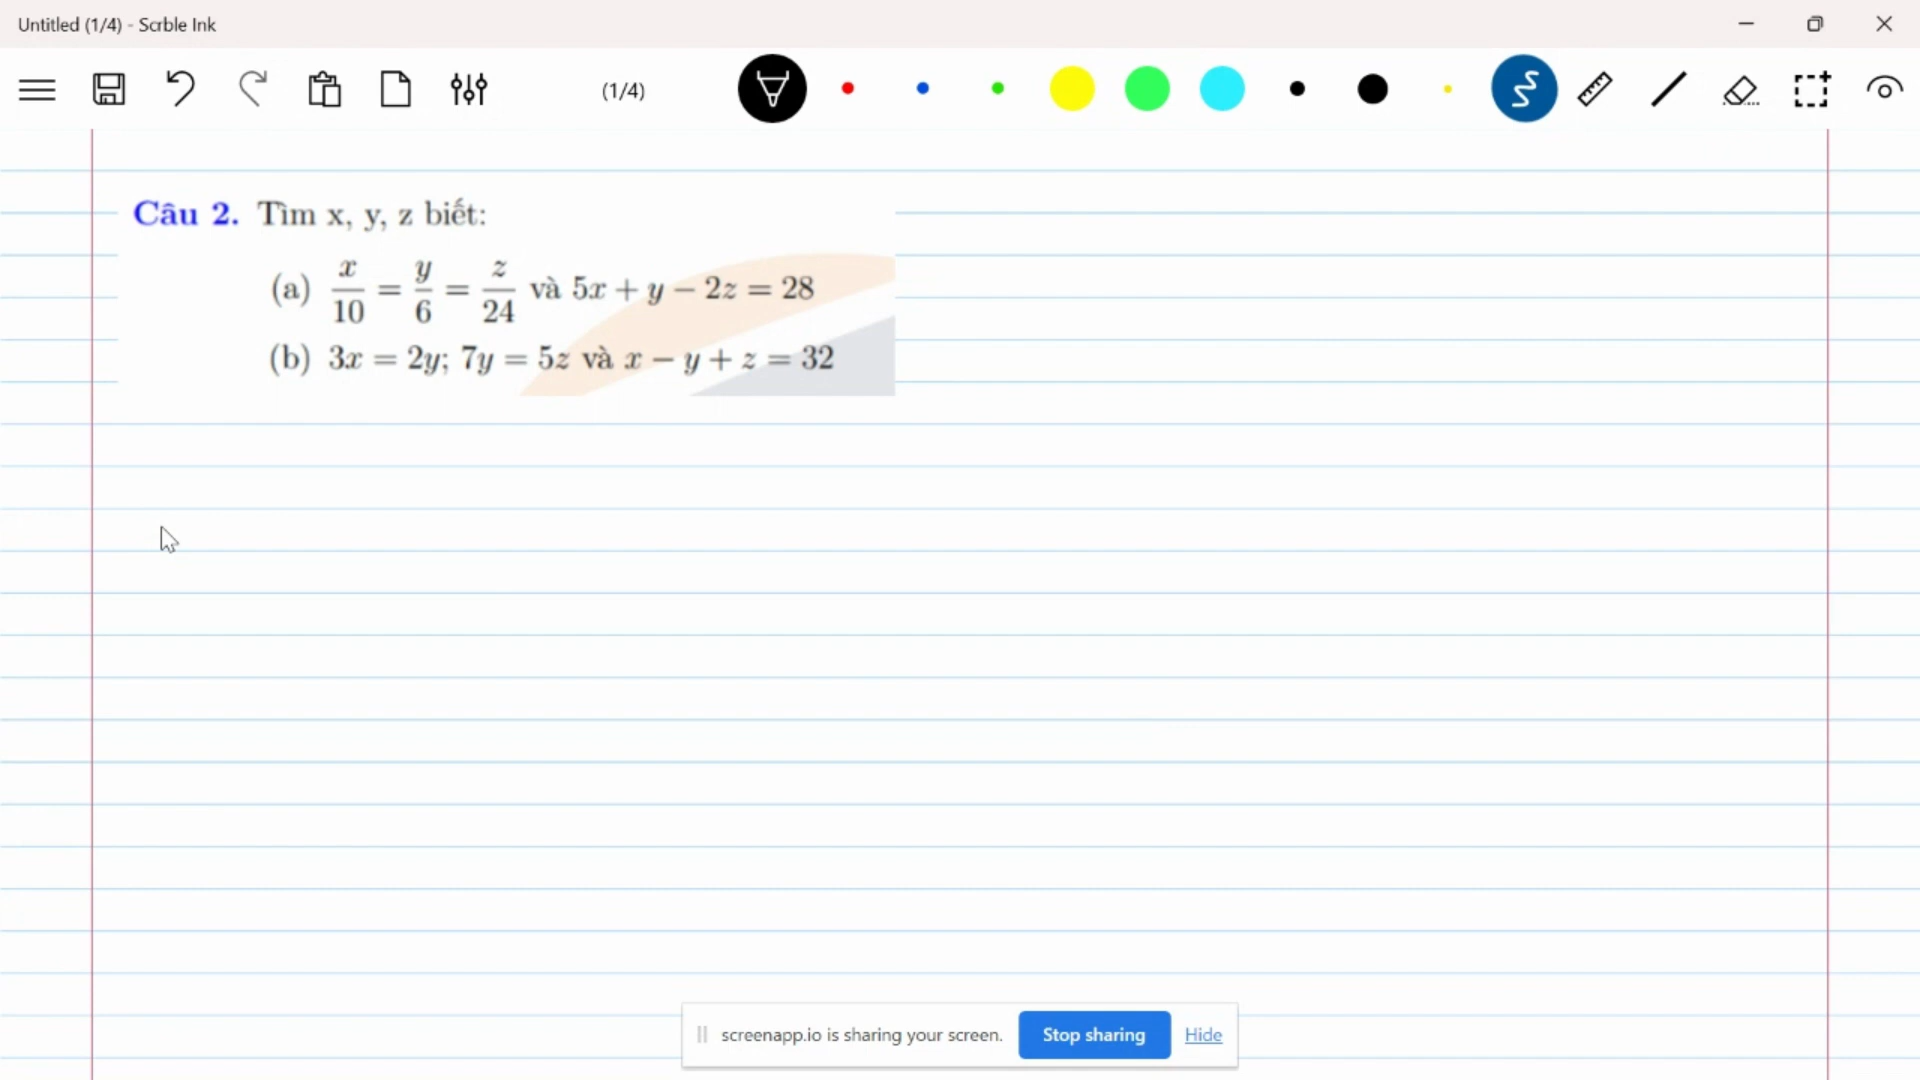 Untitled (1/4) - Scrble Ink
(1/4)
Câu 2. Tìm x, y, z biết:
(a) x/10 = y/6 = z/24 và 5x + y − 2z = 28
(b) 3x = 2y; 7y = 5z và x − y + z = 32
screenapp.io is sharing your screen. Stop sharing Hide